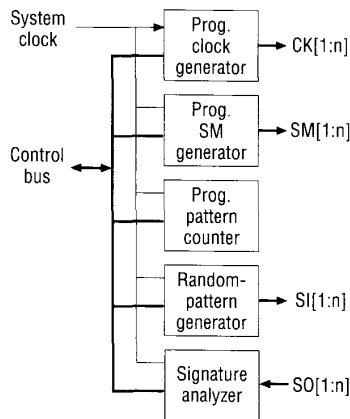 System
clock
Prog.
clock
generator
CK[1:n]
Prog.
SM
generator
SM[1:n]
Control
bus
Prog.
pattern
counter
Random-
pattern
generator
SI[1:n]
Signature
analyzer
SO[1:n]